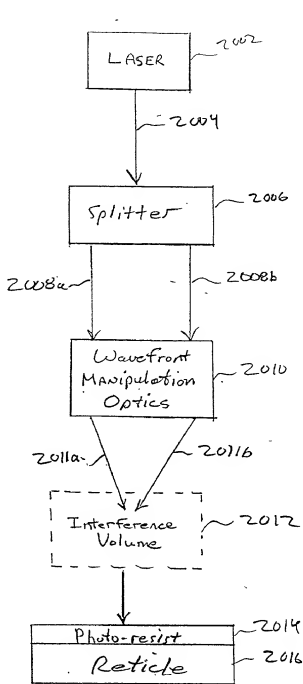 LASER
2002
2004
Splitter
2006
2008a
2008b
Wavefront
Manipulation
Optics
2010
2011a
2011b
Interference
Volume
2012
Photo-resist
2014
Reticle
2016